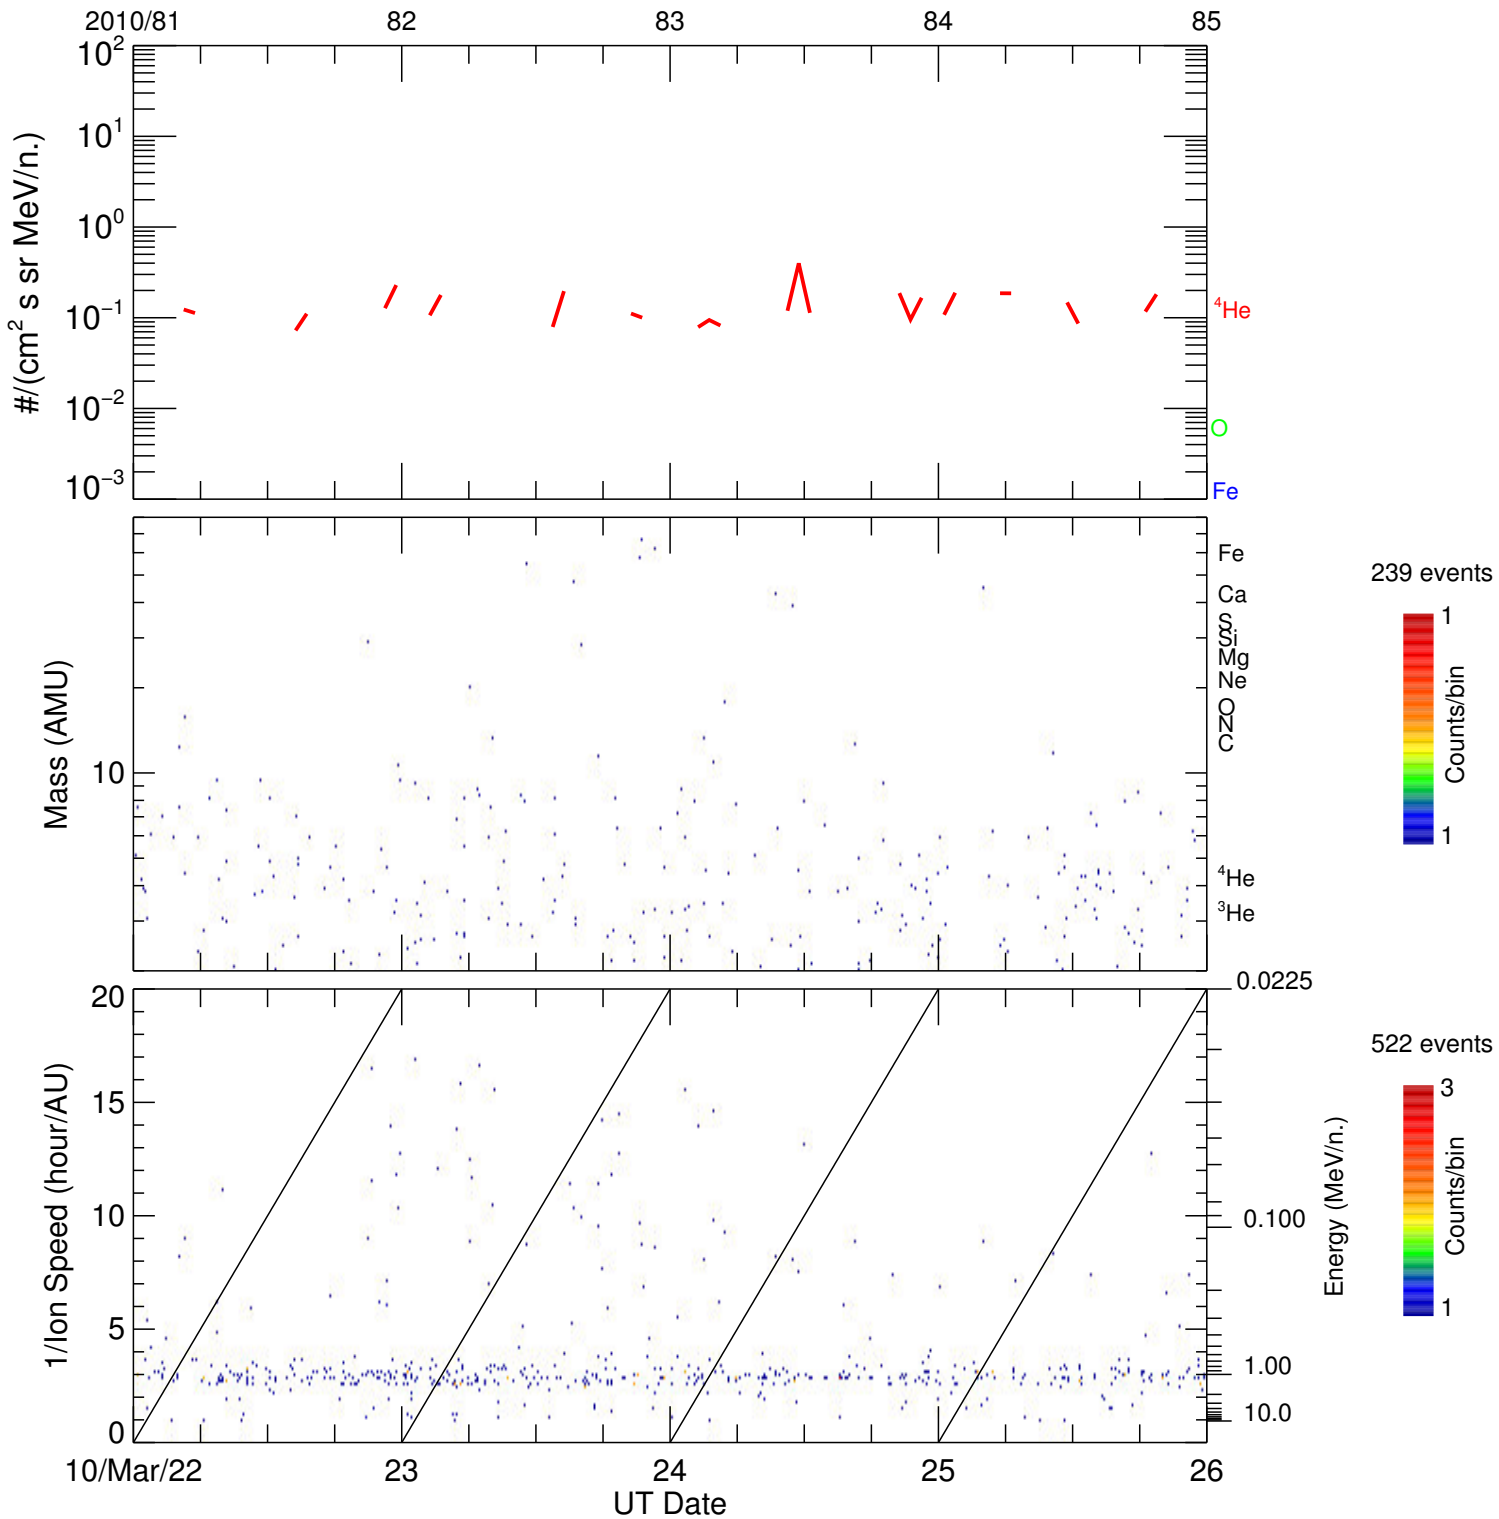 2010/81 82 83 84 85
10²
10¹
10⁰
10⁻¹
10⁻²
10⁻³
#/(cm² s sr MeV/n.)
⁴He
O
Fe
Mass (AMU)
10
Fe
Ca
S
Si
Mg
Ne
O
N
C
⁴He
³He
239 events
1
Counts/bin
1
1/Ion Speed (hour/AU)
20
15
10
5
0
0.0225
0.100
1.00
10.0
Energy (MeV/n.)
522 events
3
Counts/bin
1
10/Mar/22 23 24 25 26
UT Date